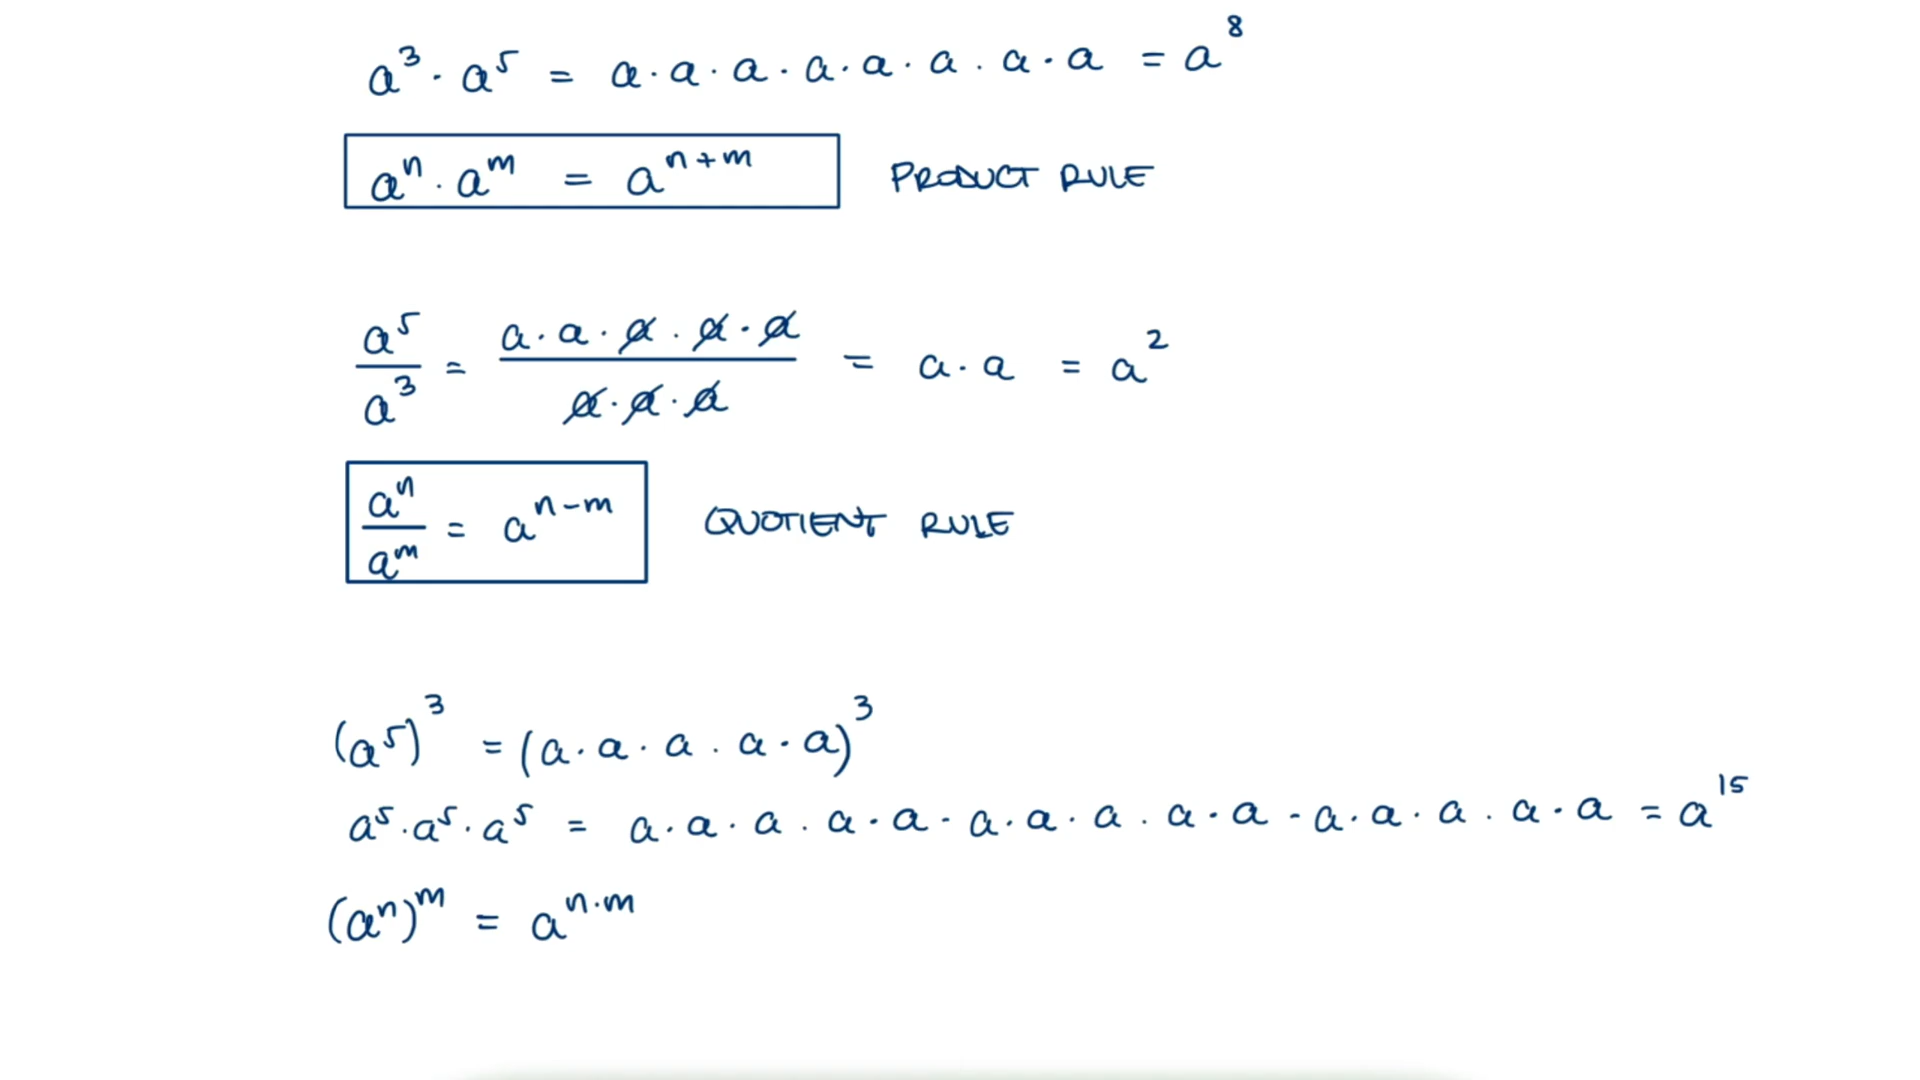 a³ · a⁵ = a · a · a · a · a · a · a · a = a⁸
aⁿ · aᵐ = aⁿ⁺ᵐ PRODUCT RULE
a⁵/a³ = (a · a · a · a · a)/(a · a · a) = a · a = a²
aⁿ/aᵐ = aⁿ⁻ᵐ QUOTIENT RULE
(a⁵)³ = (a · a · a · a · a)³
a⁵ · a⁵ · a⁵ = a · a · a · a · a · a · a · a · a · a · a · a · a · a · a = a¹⁵
(aⁿ)ᵐ = aⁿ·ᵐ